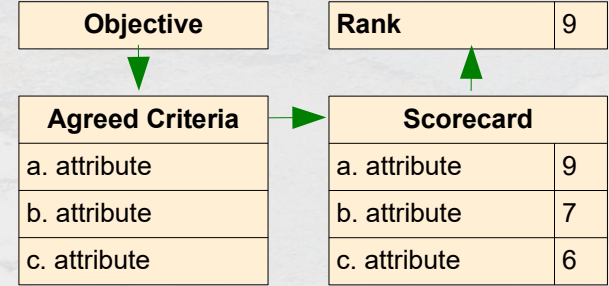 Objective
Rank 9
Agreed Criteria
a. attribute
b. attribute
c. attribute
Scorecard
a. attribute 9
b. attribute 7
c. attribute 6